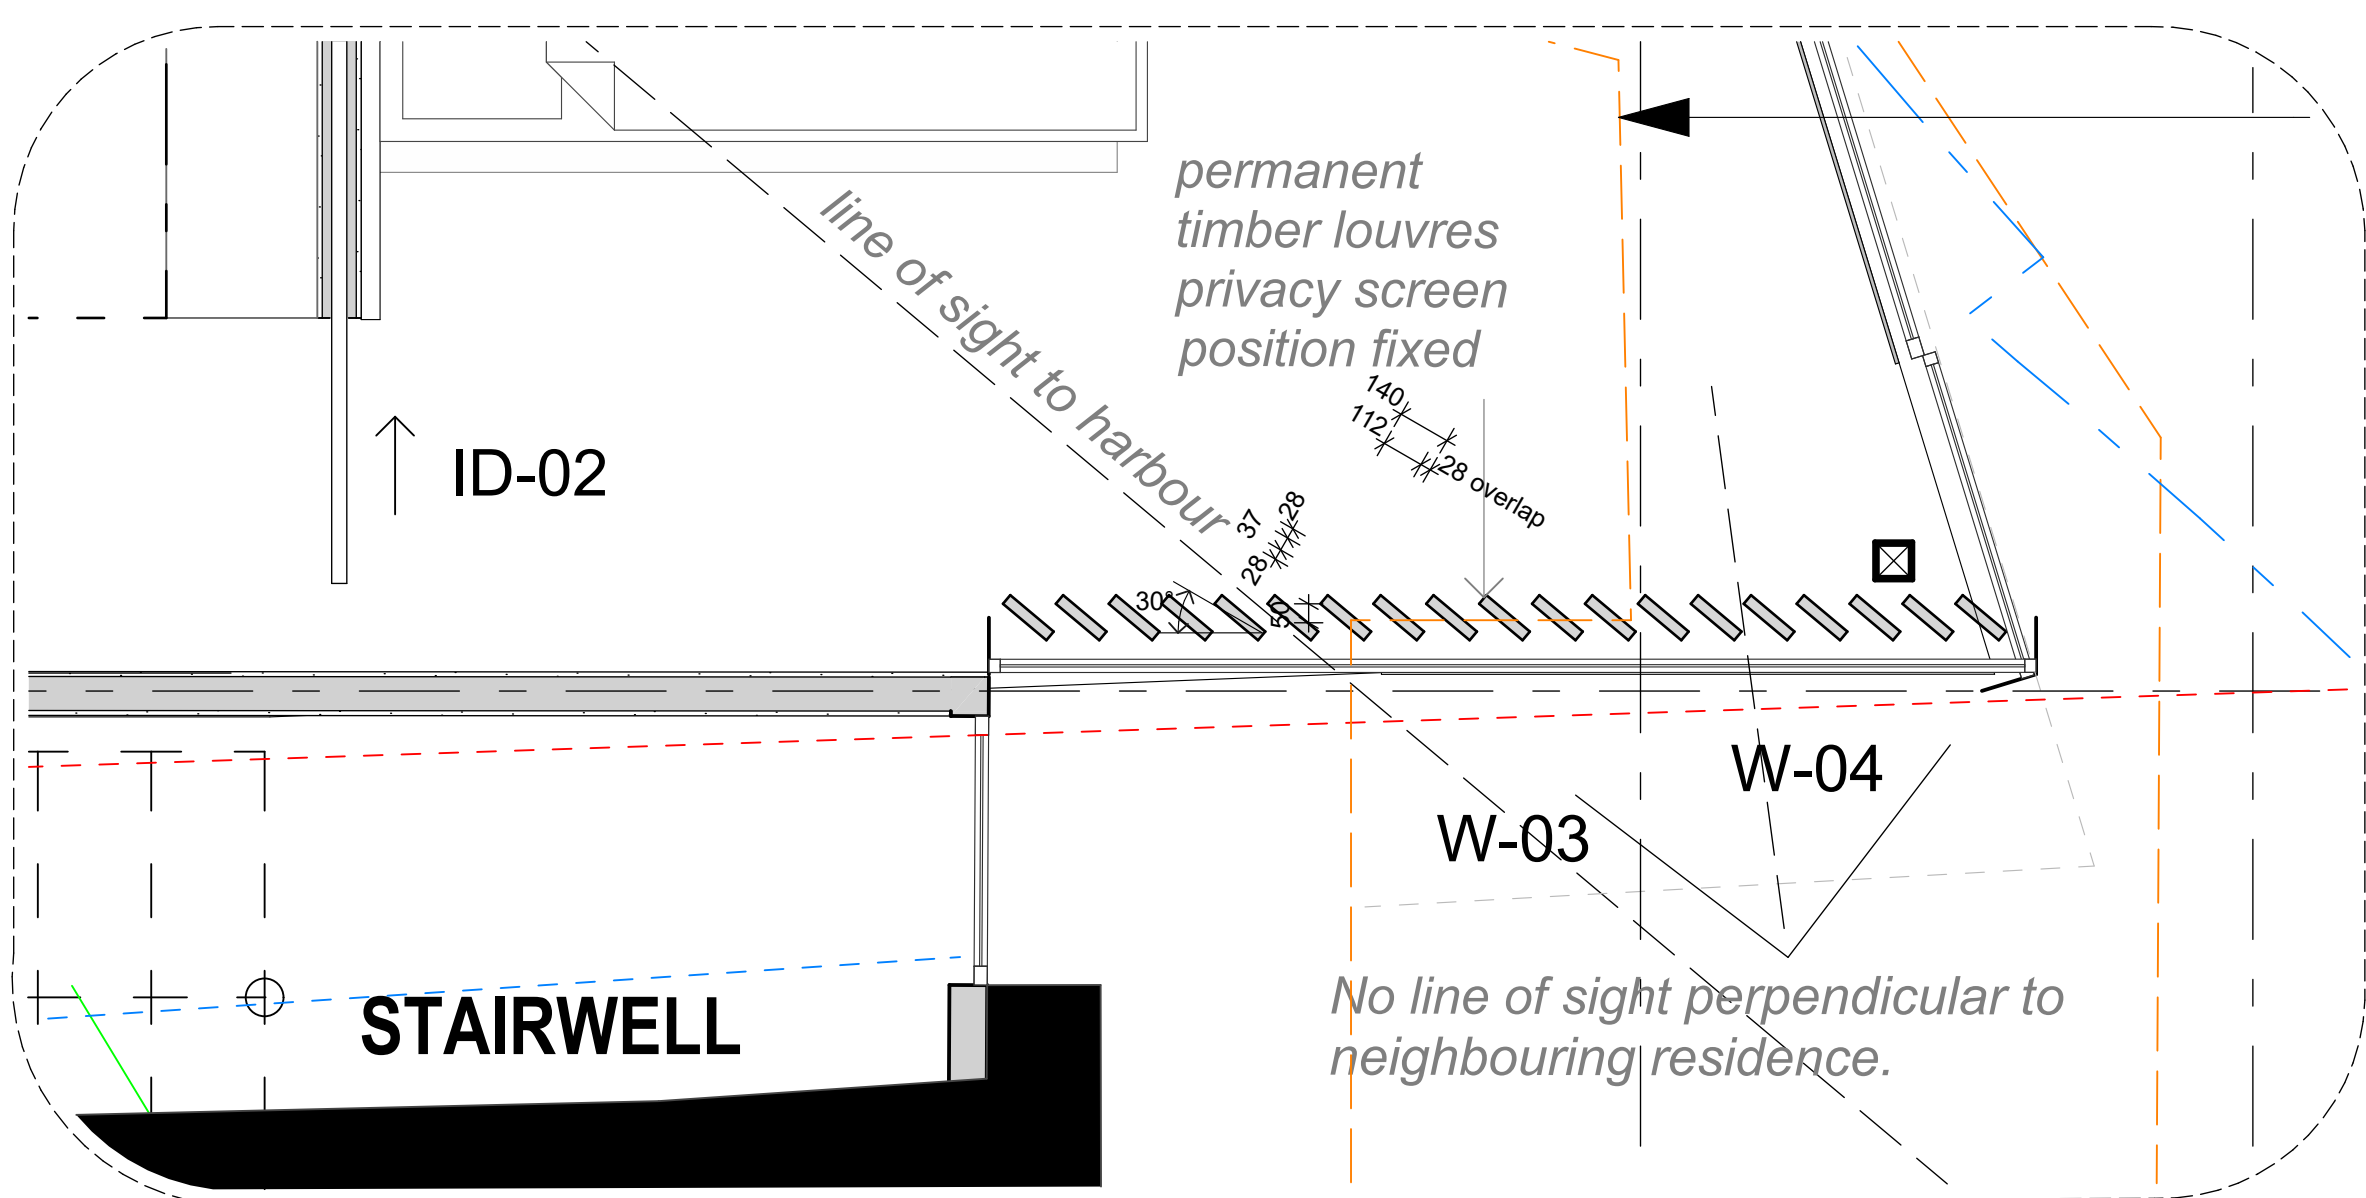 line of sight to harbour
permanent
timber louvres
privacy screen
position fixed
140
112
28 overlap
ID-02
37
28
28
30°
50
W-04
W-03
STAIRWELL
No line of sight perpendicular to
neighbouring residence.